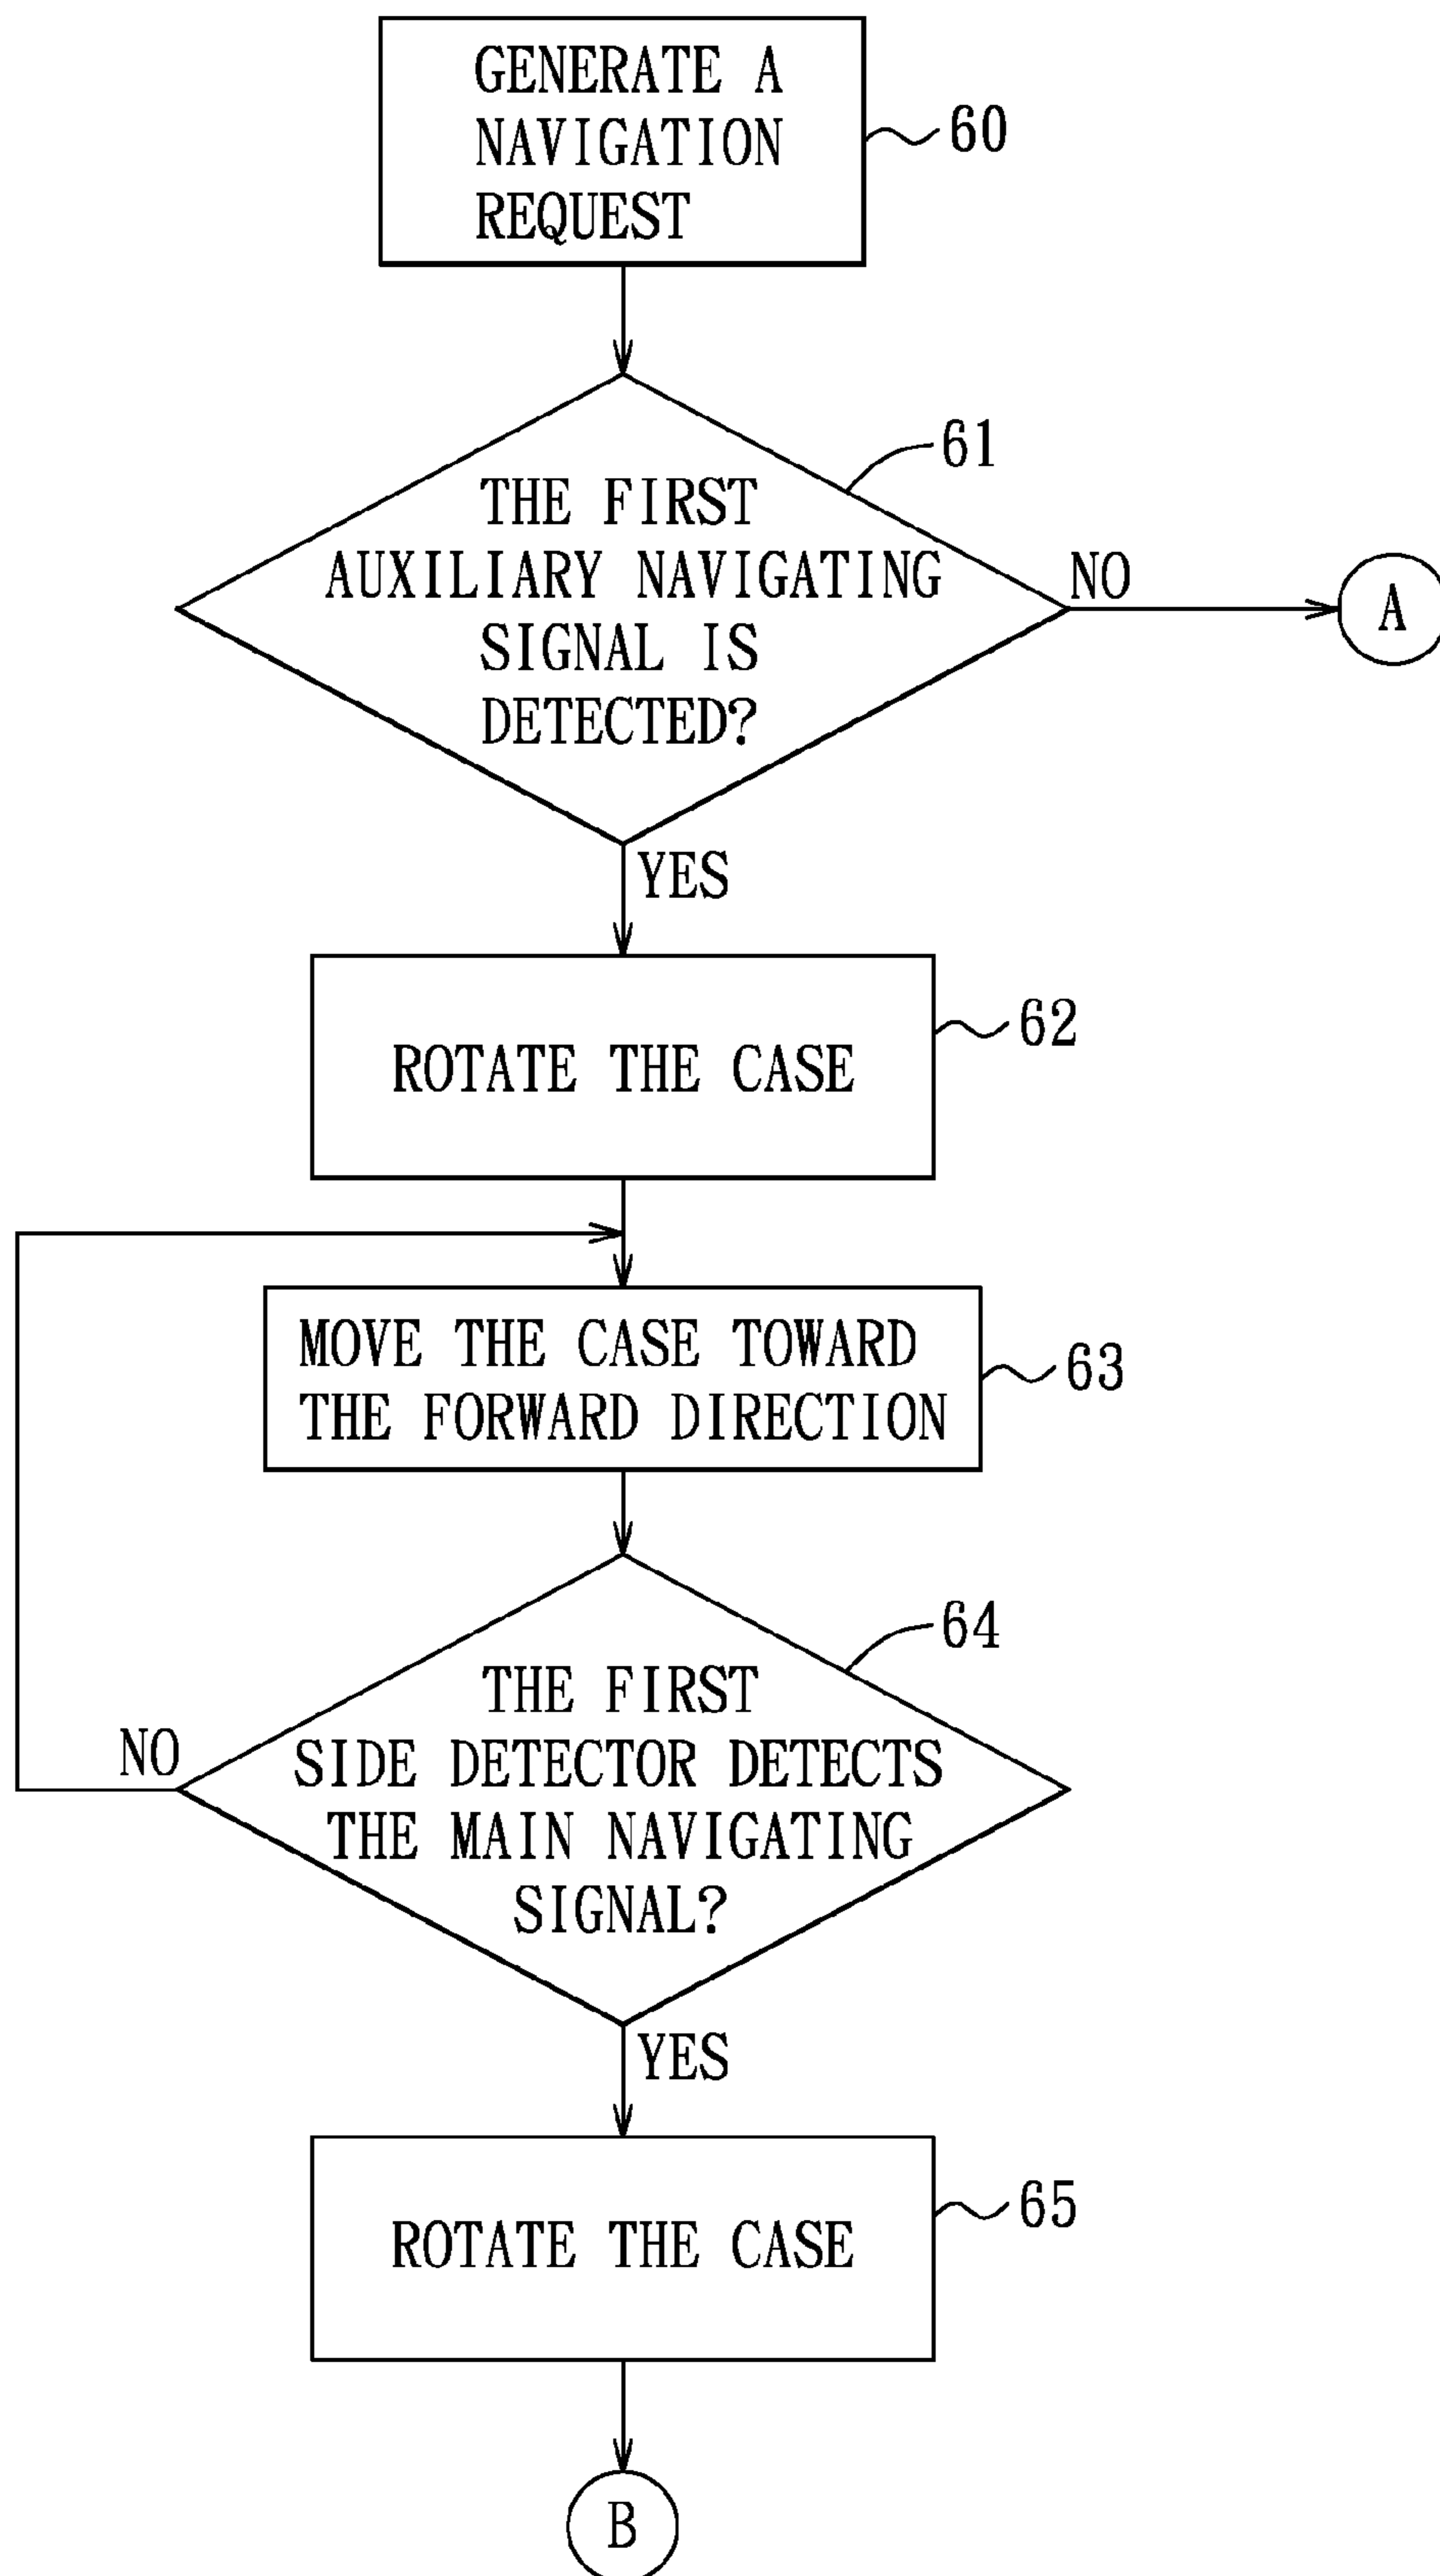 GENERATE A
NAVIGATION
REQUEST
60
61
THE FIRST
AUXILIARY NAVIGATING
SIGNAL IS
DETECTED?
NO
A
YES
62
ROTATE THE CASE
MOVE THE CASE TOWARD
THE FORWARD DIRECTION
63
64
THE FIRST
SIDE DETECTOR DETECTS
THE MAIN NAVIGATING
SIGNAL?
NO
YES
65
ROTATE THE CASE
B